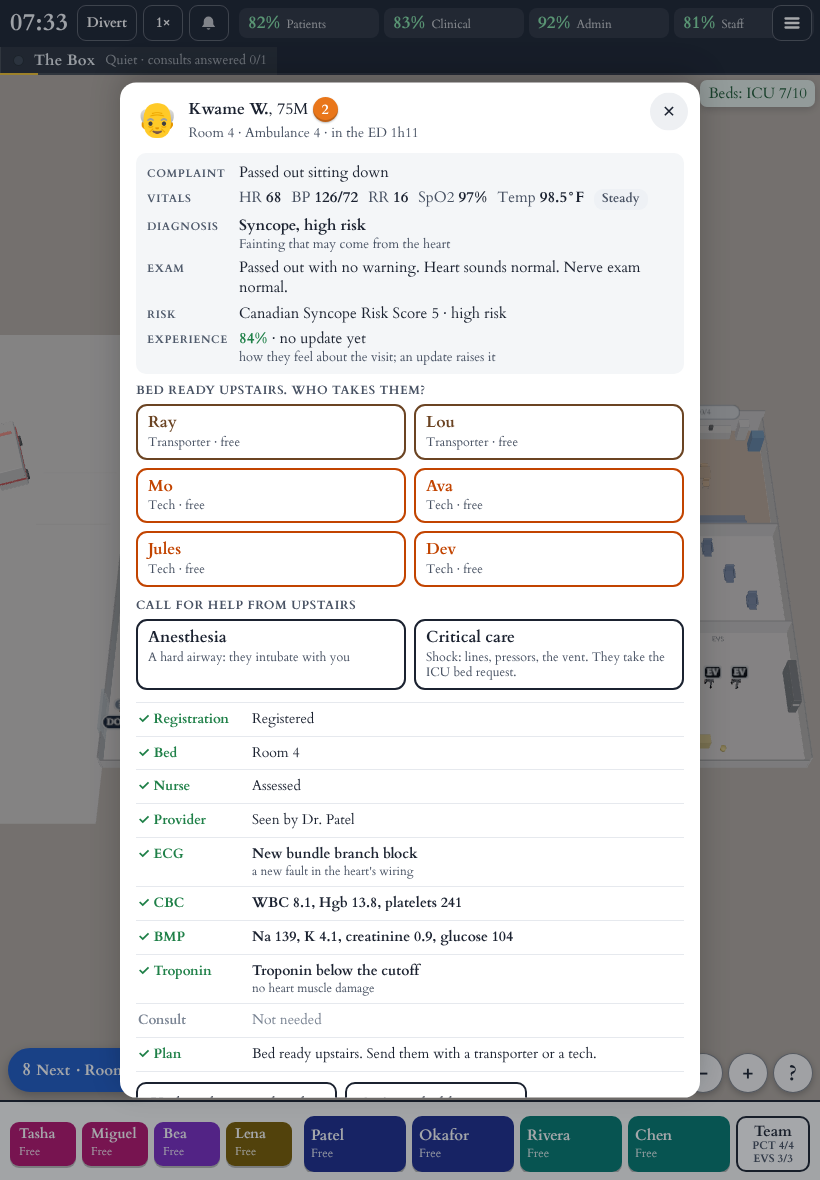 07:33 Divert 1× 82% Patients 83% Clinical 92% Admin 81% Staff
The Box Quiet · consults answered 0/1
Beds: ICU 7/10
Kwame W., 75M 2
Room 4 · Ambulance 4 · in the ED 1h11
COMPLAINT Passed out sitting down
VITALS HR 68 BP 126/72 RR 16 SpO2 97% Temp 98.5°F Steady
DIAGNOSIS Syncope, high risk
Fainting that may come from the heart
EXAM Passed out with no warning. Heart sounds normal. Nerve exam
normal.
RISK Canadian Syncope Risk Score 5 · high risk
EXPERIENCE 84% · no update yet
how they feel about the visit; an update raises it
BED READY UPSTAIRS. WHO TAKES THEM?
Ray Lou
Transporter · free Transporter · free
Mo Ava
Tech · free Tech · free
Jules Dev
Tech · free Tech · free
CALL FOR HELP FROM UPSTAIRS
Anesthesia Critical care
A hard airway: they intubate with you Shock: lines, pressors, the vent. They take the
ICU bed request.
✓ Registration Registered
✓ Bed Room 4
✓ Nurse Assessed
✓ Provider Seen by Dr. Patel
✓ ECG New bundle branch block
a new fault in the heart's wiring
✓ CBC WBC 8.1, Hgb 13.8, platelets 241
✓ BMP Na 139, K 4.1, creatinine 0.9, glucose 104
✓ Troponin Troponin below the cutoff
no heart muscle damage
Consult Not needed
✓ Plan Bed ready upstairs. Send them with a transporter or a tech.
8 Next · Room
− + ?
EVS
EV EV
Tasha Miguel Bea Lena Patel Okafor Rivera Chen Team
Free Free Free Free Free Free Free Free PCT 4/4
EVS 3/3